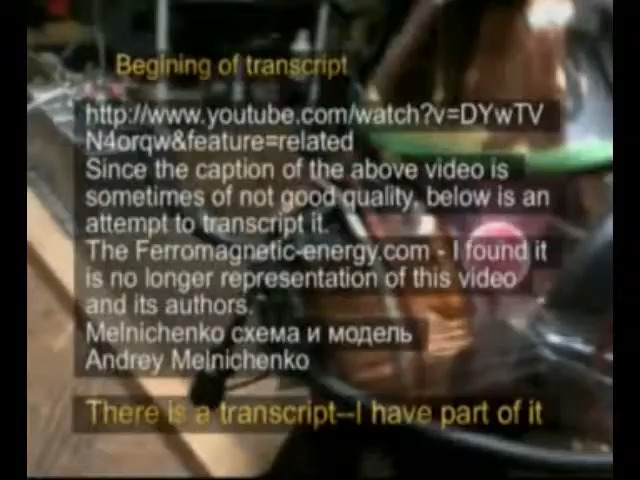 Begining of transcript
http://www.youtube.com/watch?v=DYwTV
N4orqw&feature=related
Since the caption of the above video is
sometimes of not good quality, below is an
attempt to transcript it.
The Ferromagnetic-energy.com - I found it
is no longer representation of this video
and its authors.
Melnichenko схема и модель
Andrey Melnichenko
There is a transcript--I have part of it